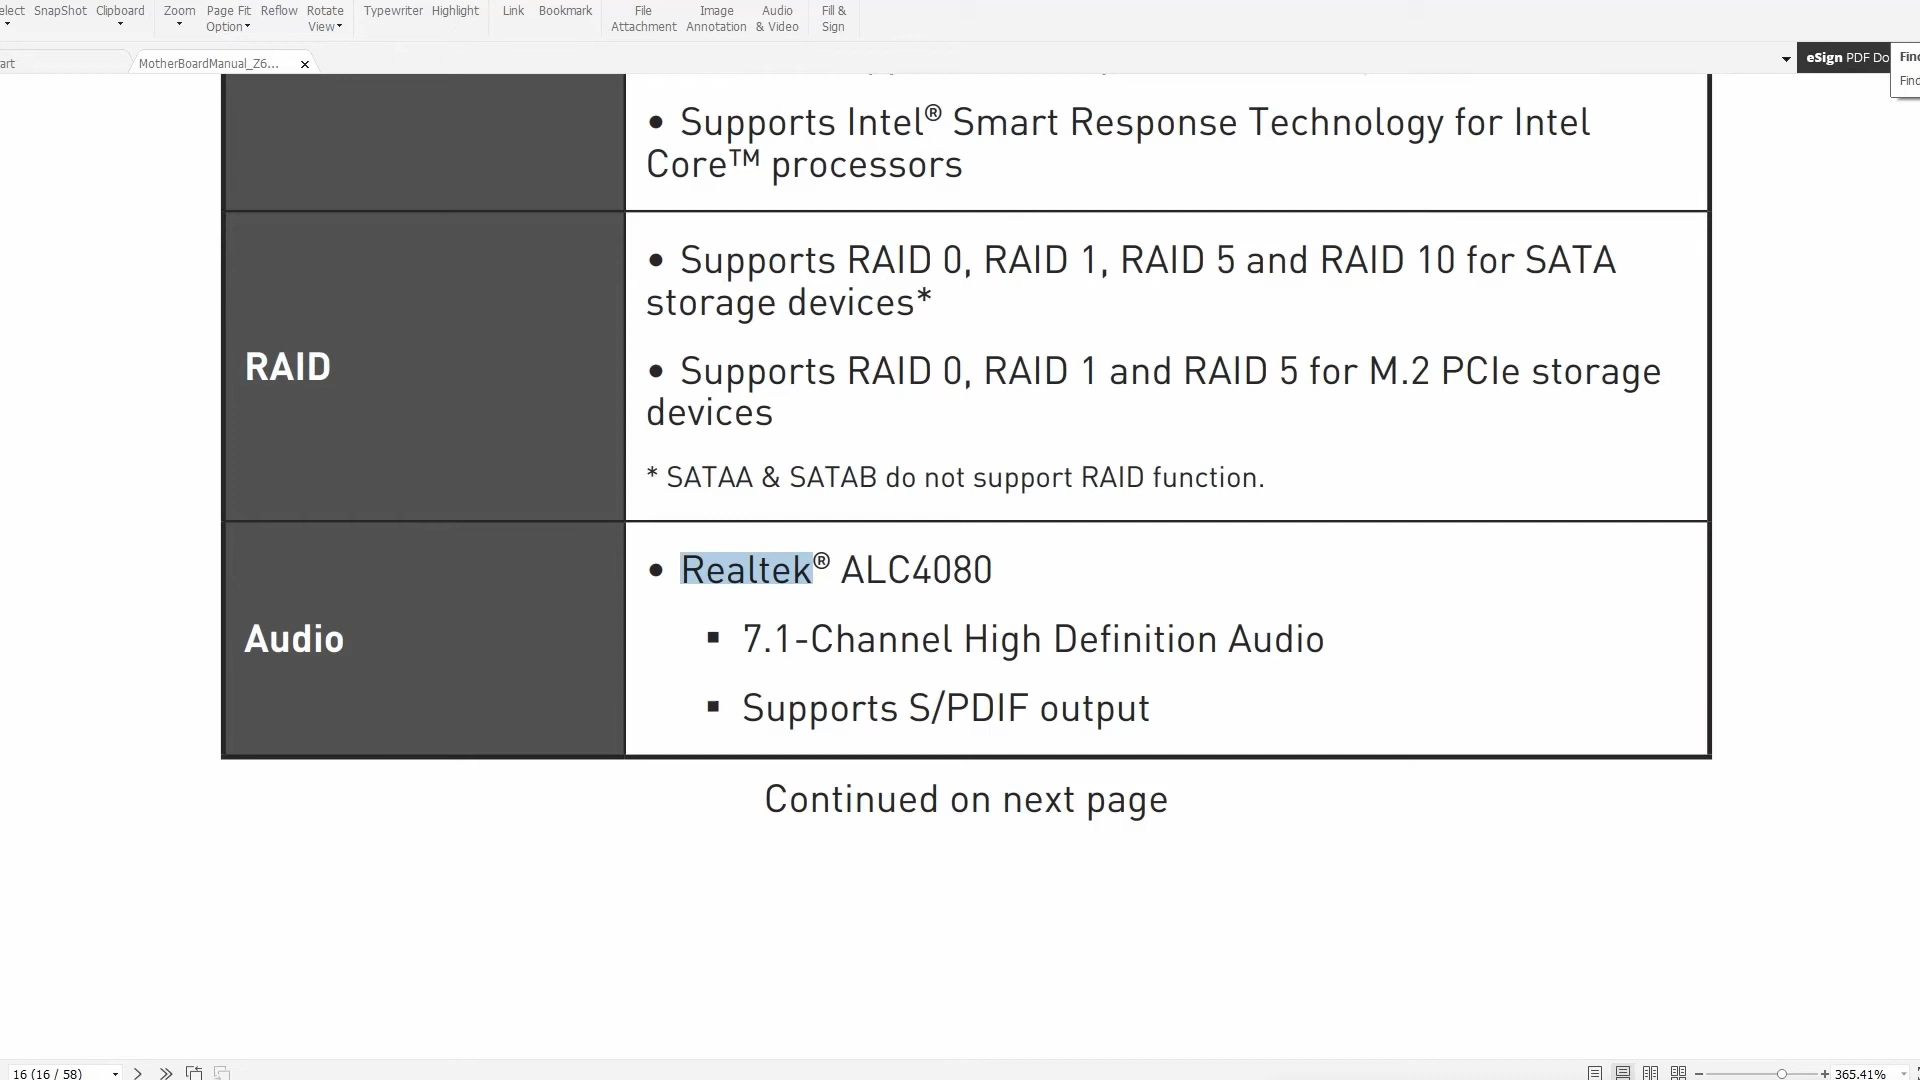 elect SnapShot Clipboard Zoom Page Fit Reflow Rotate Typewriter Highlight Link Bookmark File Image Audio Fill &
Option View Attachment Annotation & Video Sign
art MotherBoardManual_Z6... eSign PDF Do Find
Find
• Supports Intel® Smart Response Technology for Intel
Core™ processors
RAID
• Supports RAID 0, RAID 1, RAID 5 and RAID 10 for SATA
storage devices*
• Supports RAID 0, RAID 1 and RAID 5 for M.2 PCIe storage
devices
* SATAA & SATAB do not support RAID function.
Audio
• Realtek® ALC4080
▪ 7.1-Channel High Definition Audio
▪ Supports S/PDIF output
Continued on next page
16 (16 / 58) 365.41%